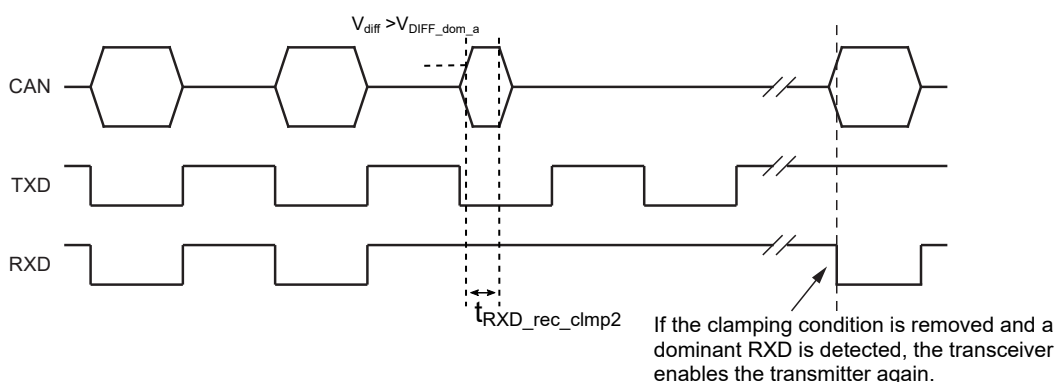 Vdiff >VDIFF_dom_a
CAN
TXD
RXD
tRXD_rec_clmp2
If the clamping condition is removed and a
dominant RXD is detected, the transceiver
enables the transmitter again.